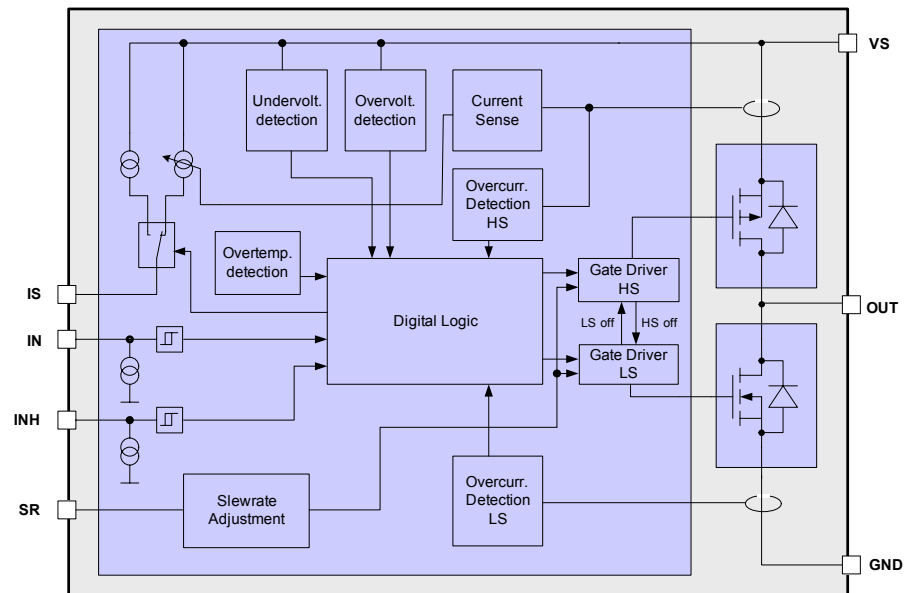 VS
Undervolt.
detection
Overvolt.
detection
Current
Sense
Overcurr.
Detection
HS
Overtemp.
detection
IS
Digital Logic
Gate Driver
HS
OUT
LS off
HS off
IN
Gate Driver
LS
INH
SR
Slewrate
Adjustment
Overcurr.
Detection
LS
GND